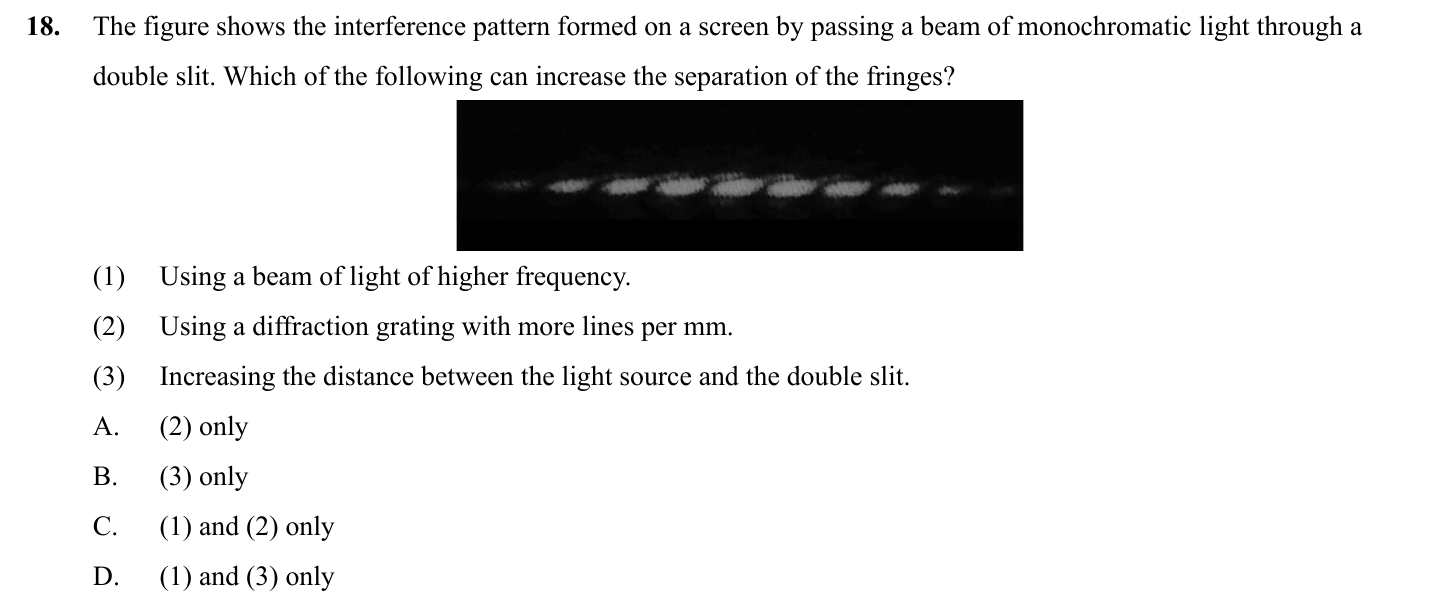 18. The figure shows the interference pattern formed on a screen by passing a beam of monochromatic light through a
double slit. Which of the following can increase the separation of the fringes?
(1) Using a beam of light of higher frequency.
(2) Using a diffraction grating with more lines per mm.
(3) Increasing the distance between the light source and the double slit.
A. (2) only
B. (3) only
C. (1) and (2) only
D. (1) and (3) only